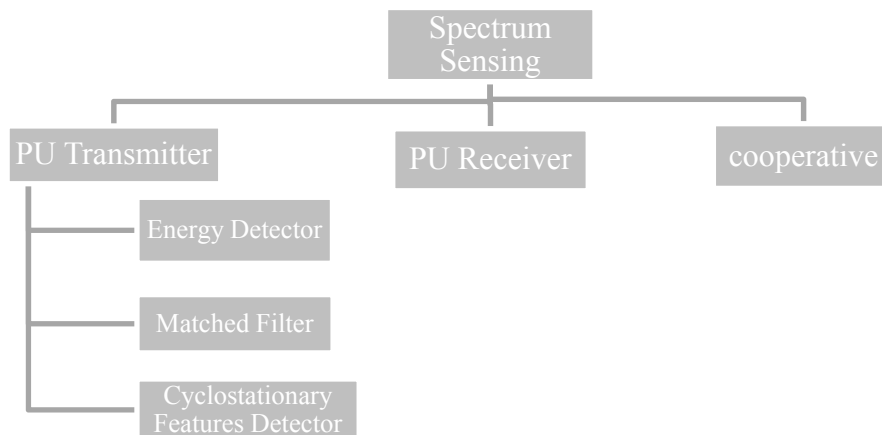 Spectrum
Sensing
PU Transmitter
PU Receiver
cooperative
Energy Detector
Matched Filter
Cyclostationary
Features Detector